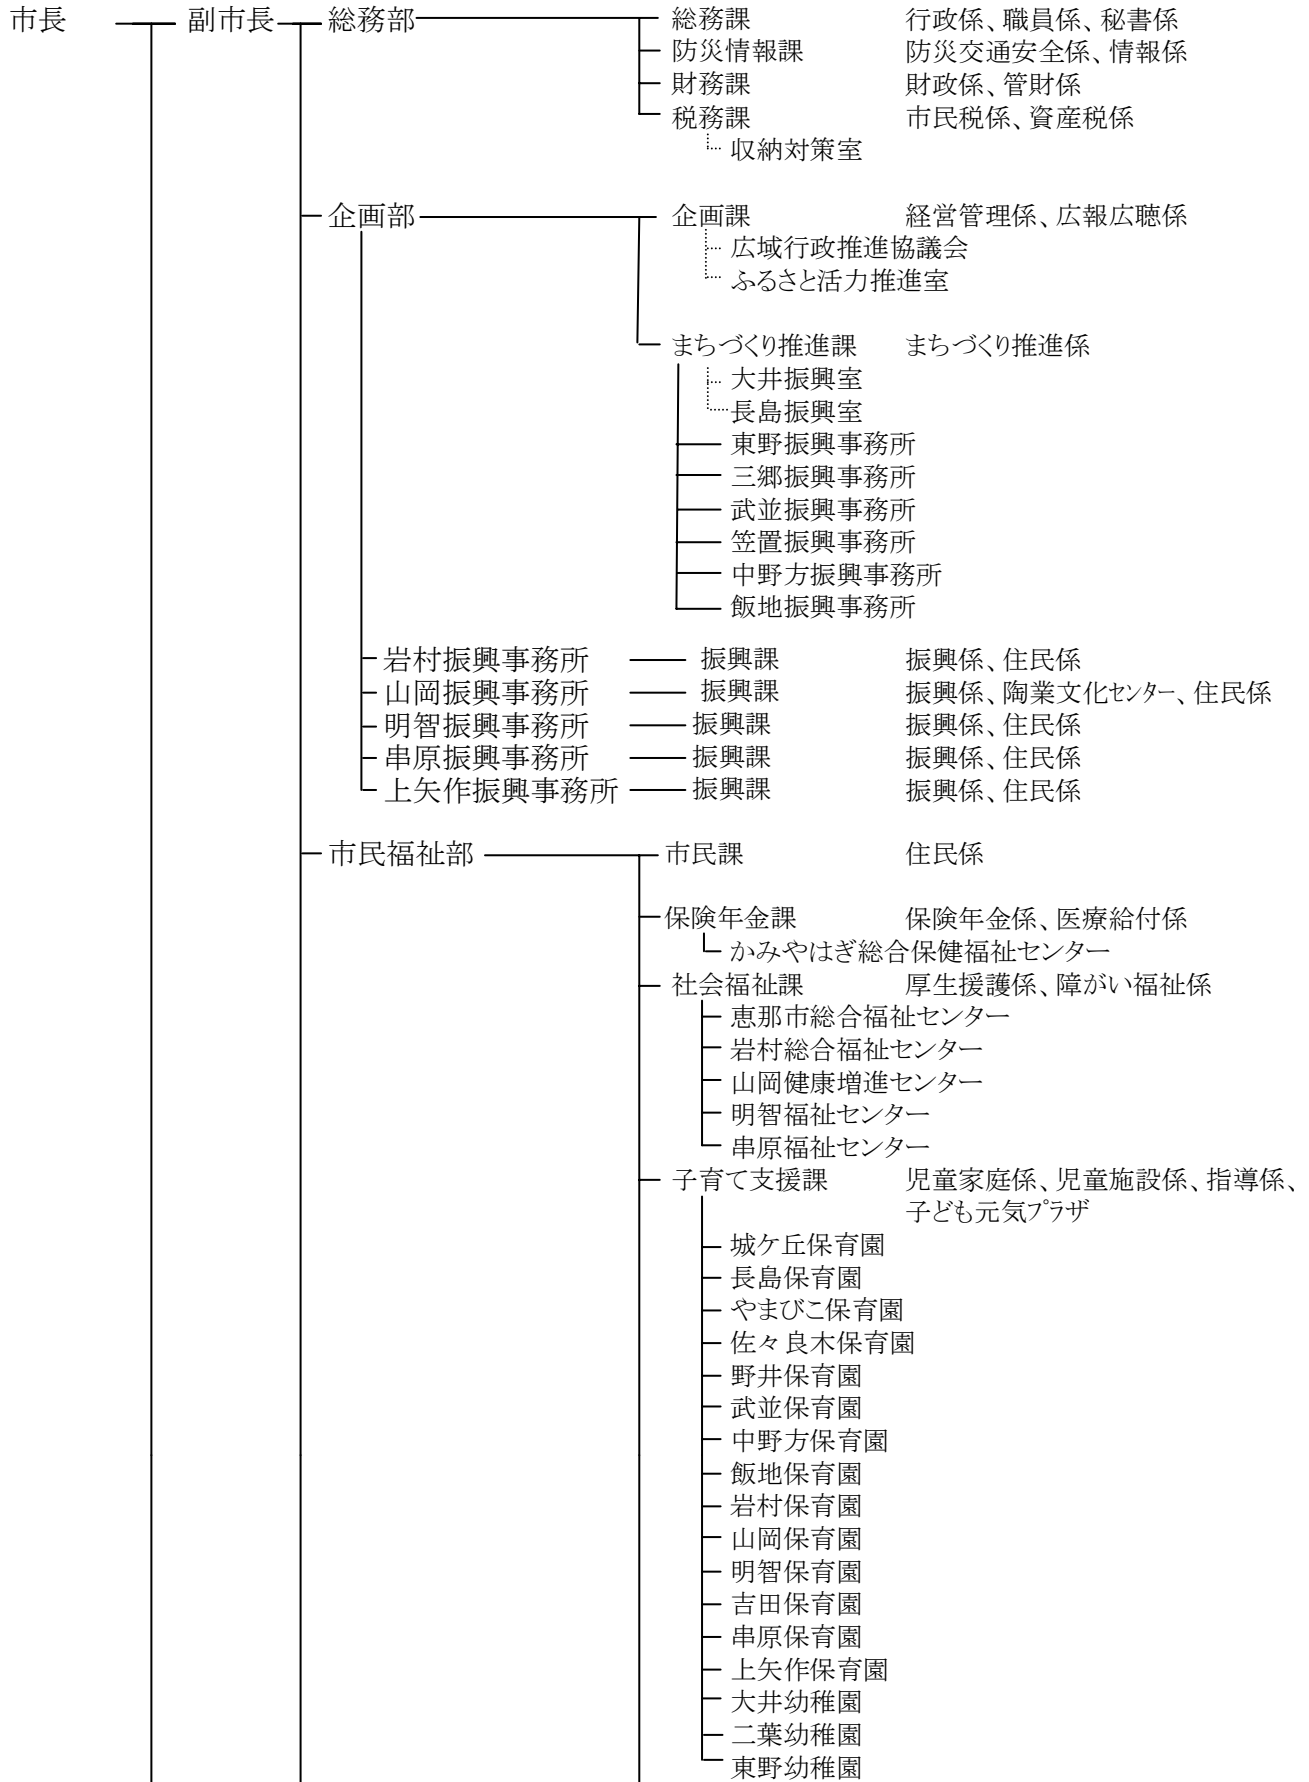 市長 副市長 総務部 総務課 行政係、職員係、秘書係
防災情報課 防災交通安全係、情報係
財務課 財政係、管財係
税務課 市民税係、資産税係
収納対策室
企画部 企画課 経営管理係、広報広聴係
広域行政推進協議会
ふるさと活力推進室
まちづくり推進課 まちづくり推進係
大井振興室
長島振興室
東野振興事務所
三郷振興事務所
武並振興事務所
笠置振興事務所
中野方振興事務所
飯地振興事務所
岩村振興事務所 振興課 振興係、住民係
山岡振興事務所 振興課 振興係、陶業文化センター、住民係
明智振興事務所 振興課 振興係、住民係
串原振興事務所 振興課 振興係、住民係
上矢作振興事務所 振興課 振興係、住民係
市民福祉部 市民課 住民係
保険年金課 保険年金係、医療給付係
かみやはぎ総合保健福祉センター
社会福祉課 厚生援護係、障がい福祉係
恵那市総合福祉センター
岩村総合福祉センター
山岡健康増進センター
明智福祉センター
串原福祉センター
子育て支援課 児童家庭係、児童施設係、指導係、
子ども元気プラザ
城ケ丘保育園
長島保育園
やまびこ保育園
佐々良木保育園
野井保育園
武並保育園
中野方保育園
飯地保育園
岩村保育園
山岡保育園
明智保育園
吉田保育園
串原保育園
上矢作保育園
大井幼稚園
二葉幼稚園
東野幼稚園